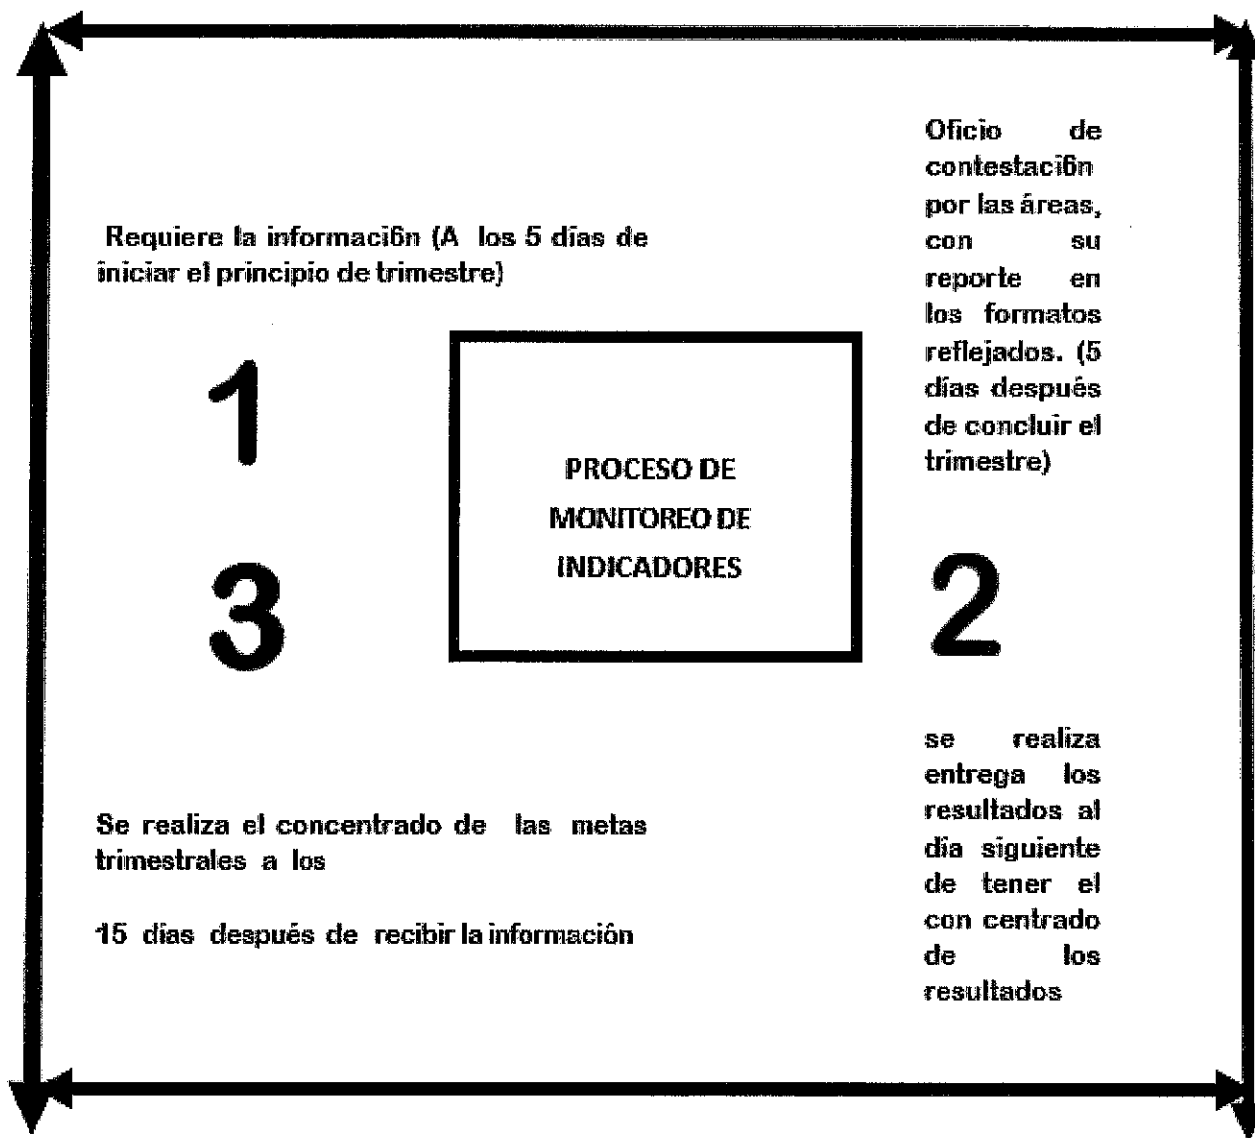 Requiere la informaci6n (A los 5 días de
iniciar el principio de trimestre)
1
Oficio de
contestaci6n
por las áreas,
con su
reporte en
los formatos
reflejados. (5
días después
de concluir el
trimestre)
PROCESO DE
MONITOREO DE
INDICADORES
2
3
Se realiza el concentrado de las metas
trimestrales a los
15 días después de recibir la información
se realiza
entrega los
resultados al
dia siguiente
de tener el
con centrado
de los
resultados